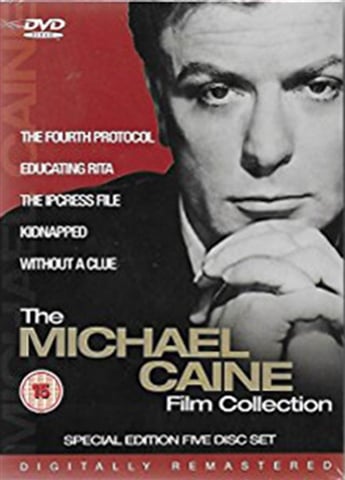 DVD
VIDEO
THE FOURTH PROTOCOL
EDUCATING RITA
THE IPCRESS FILE
KIDNAPPED
WITHOUT A CLUE
The
MICHAEL
CAINE
15
Film Collection
SPECIAL EDITION FIVE DISC SET
DIGITALLY REMASTERED
MICHAEL CAINE